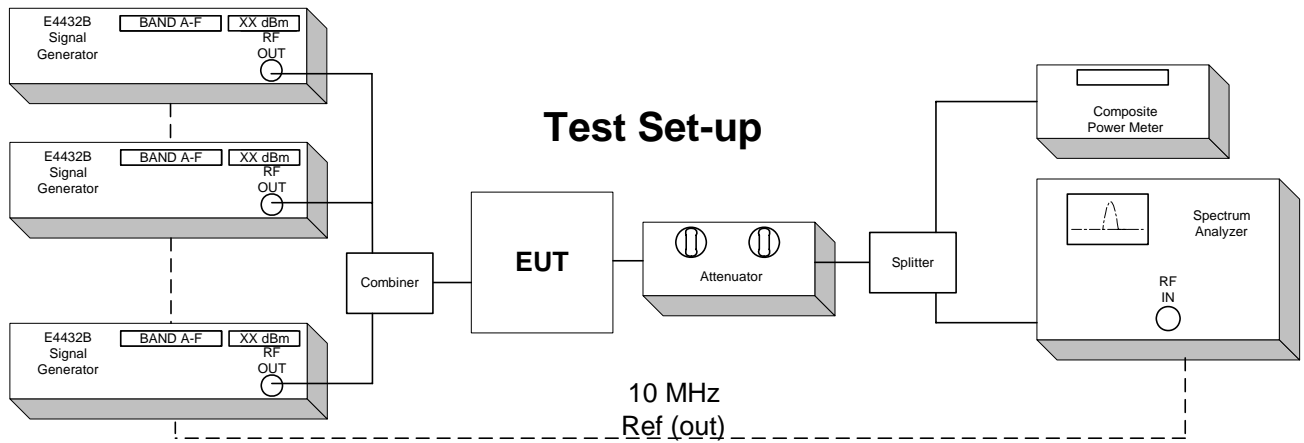 E4432B
Signal
Generator
BAND A-F
XX dBm
RF
OUT
E4432B
Signal
Generator
BAND A-F
XX dBm
RF
OUT
E4432B
Signal
Generator
BAND A-F
XX dBm
RF
OUT
Test Set-up
Combiner
EUT
Attenuator
Splitter
Composite
Power Meter
Spectrum
Analyzer
RF
IN
10 MHz
Ref (out)